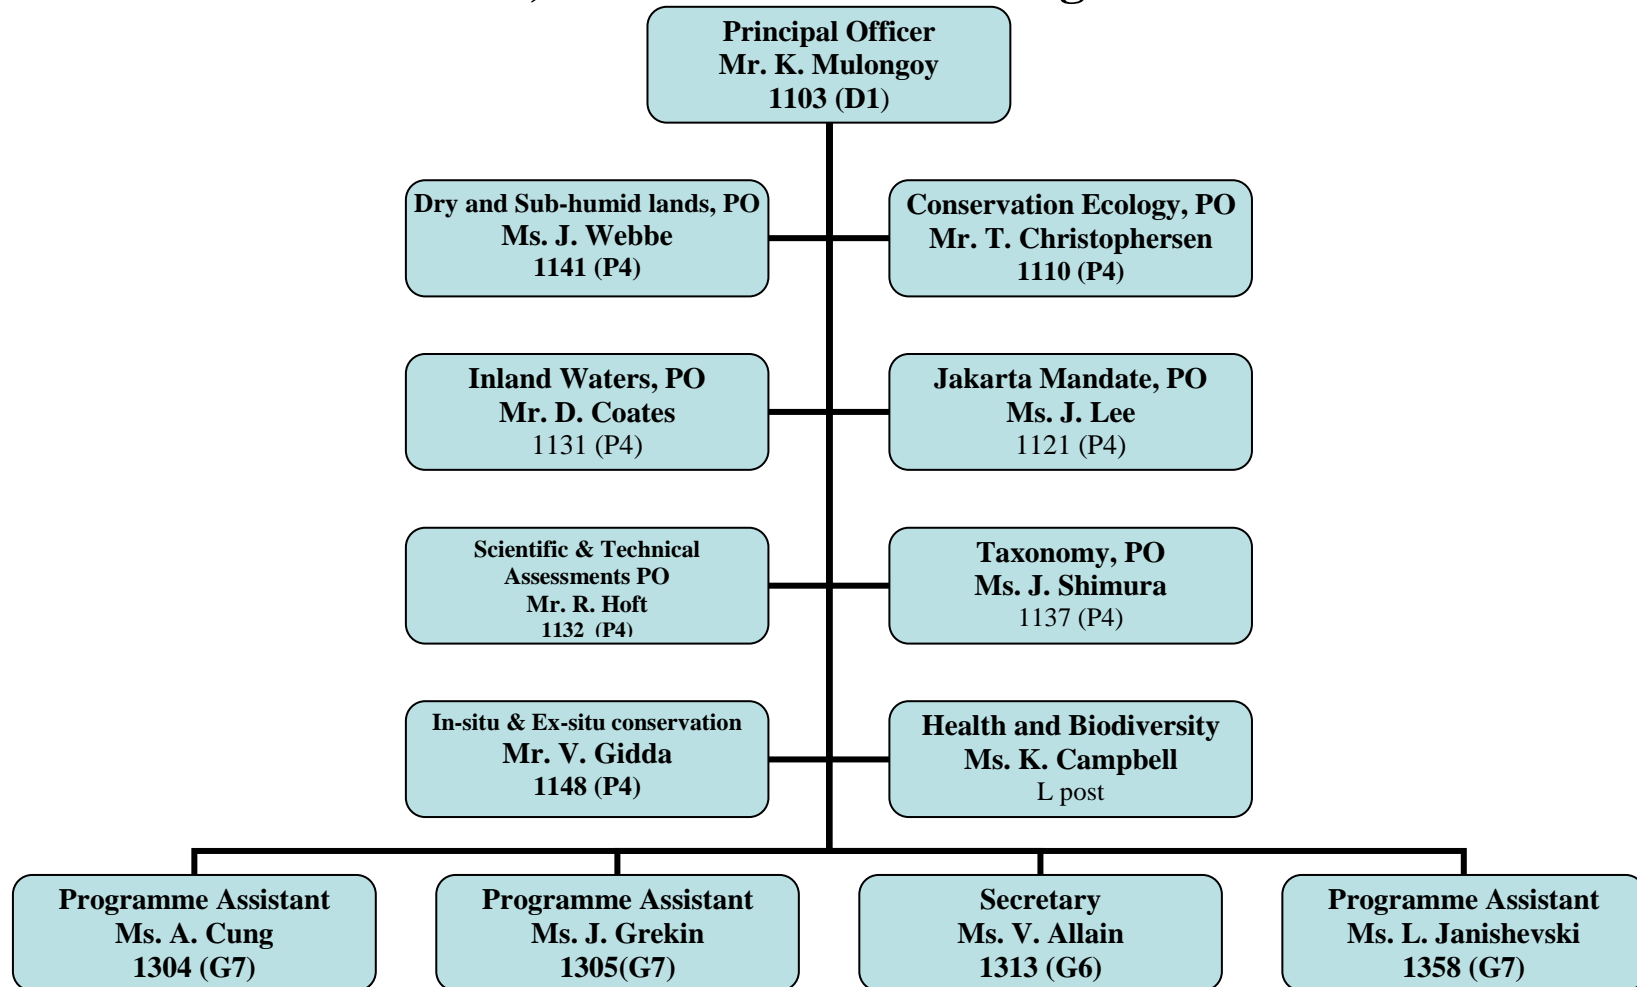 Principal Officer
Mr. K. Mulongoy
1103 (D1)
Dry and Sub-humid lands, PO
Ms. J. Webbe
1141 (P4)
Conservation Ecology, PO
Mr. T. Christophersen
1110 (P4)
Inland Waters, PO
Mr. D. Coates
1131 (P4)
Jakarta Mandate, PO
Ms. J. Lee
1121 (P4)
Scientific & Technical
Assessments PO
Mr. R. Hoft
1132 (P4)
Taxonomy, PO
Ms. J. Shimura
1137 (P4)
In-situ & Ex-situ conservation
Mr. V. Gidda
1148 (P4)
Health and Biodiversity
Ms. K. Campbell
L post
Programme Assistant
Ms. A. Cung
1304 (G7)
Programme Assistant
Ms. J. Grekin
1305(G7)
Secretary
Ms. V. Allain
1313 (G6)
Programme Assistant
Ms. L. Janishevski
1358 (G7)